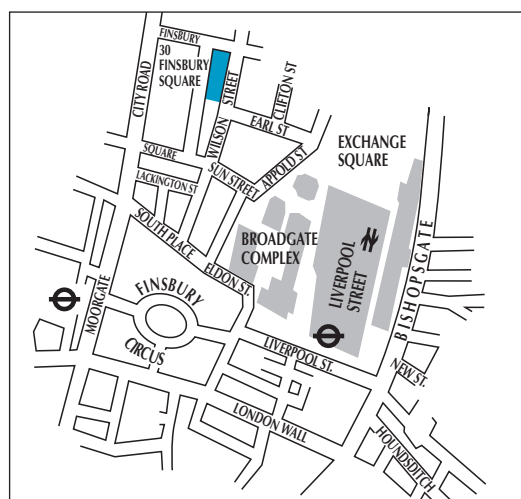 FINSBURY
30
FINSBURY
SQUARE
CITY ROAD
WILSON STREET
CLIFTON ST
EARL ST
EXCHANGE
SQUARE
SQUARE
APPOLD ST
SUN STREET
LACKINGTON ST
SOUTH PLACE
BROADGATE
COMPLEX
LIVERPOOL
STREET
BISHOPSGATE
ELDON ST.
FINSBURY
CIRCUS
MOORGATE
LIVERPOOL ST.
NEW ST.
LONDON WALL
HOUNDSDITCH